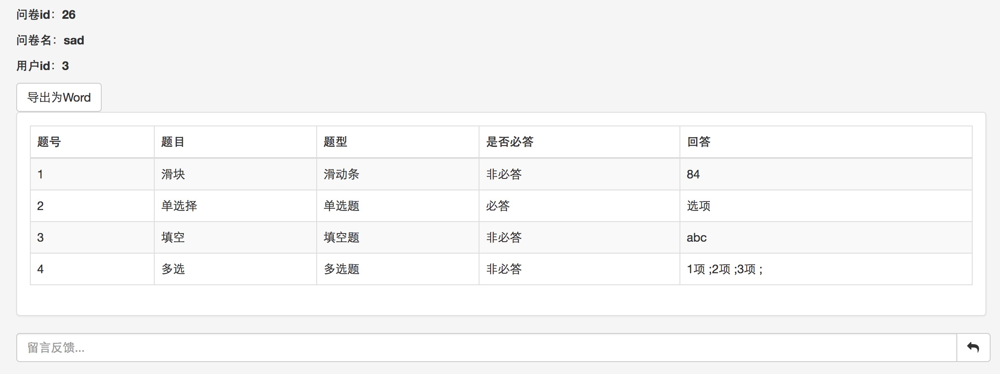 问卷id：26
问卷名：sad
用户id：3
导出为Word
题号 题目 题型 是否必答 回答
1 滑块 滑动条 非必答 84
2 单选择 单选题 必答 选项
3 填空 填空题 非必答 abc
4 多选 多选题 非必答 1项 ;2项 ;3项 ;
留言反馈...